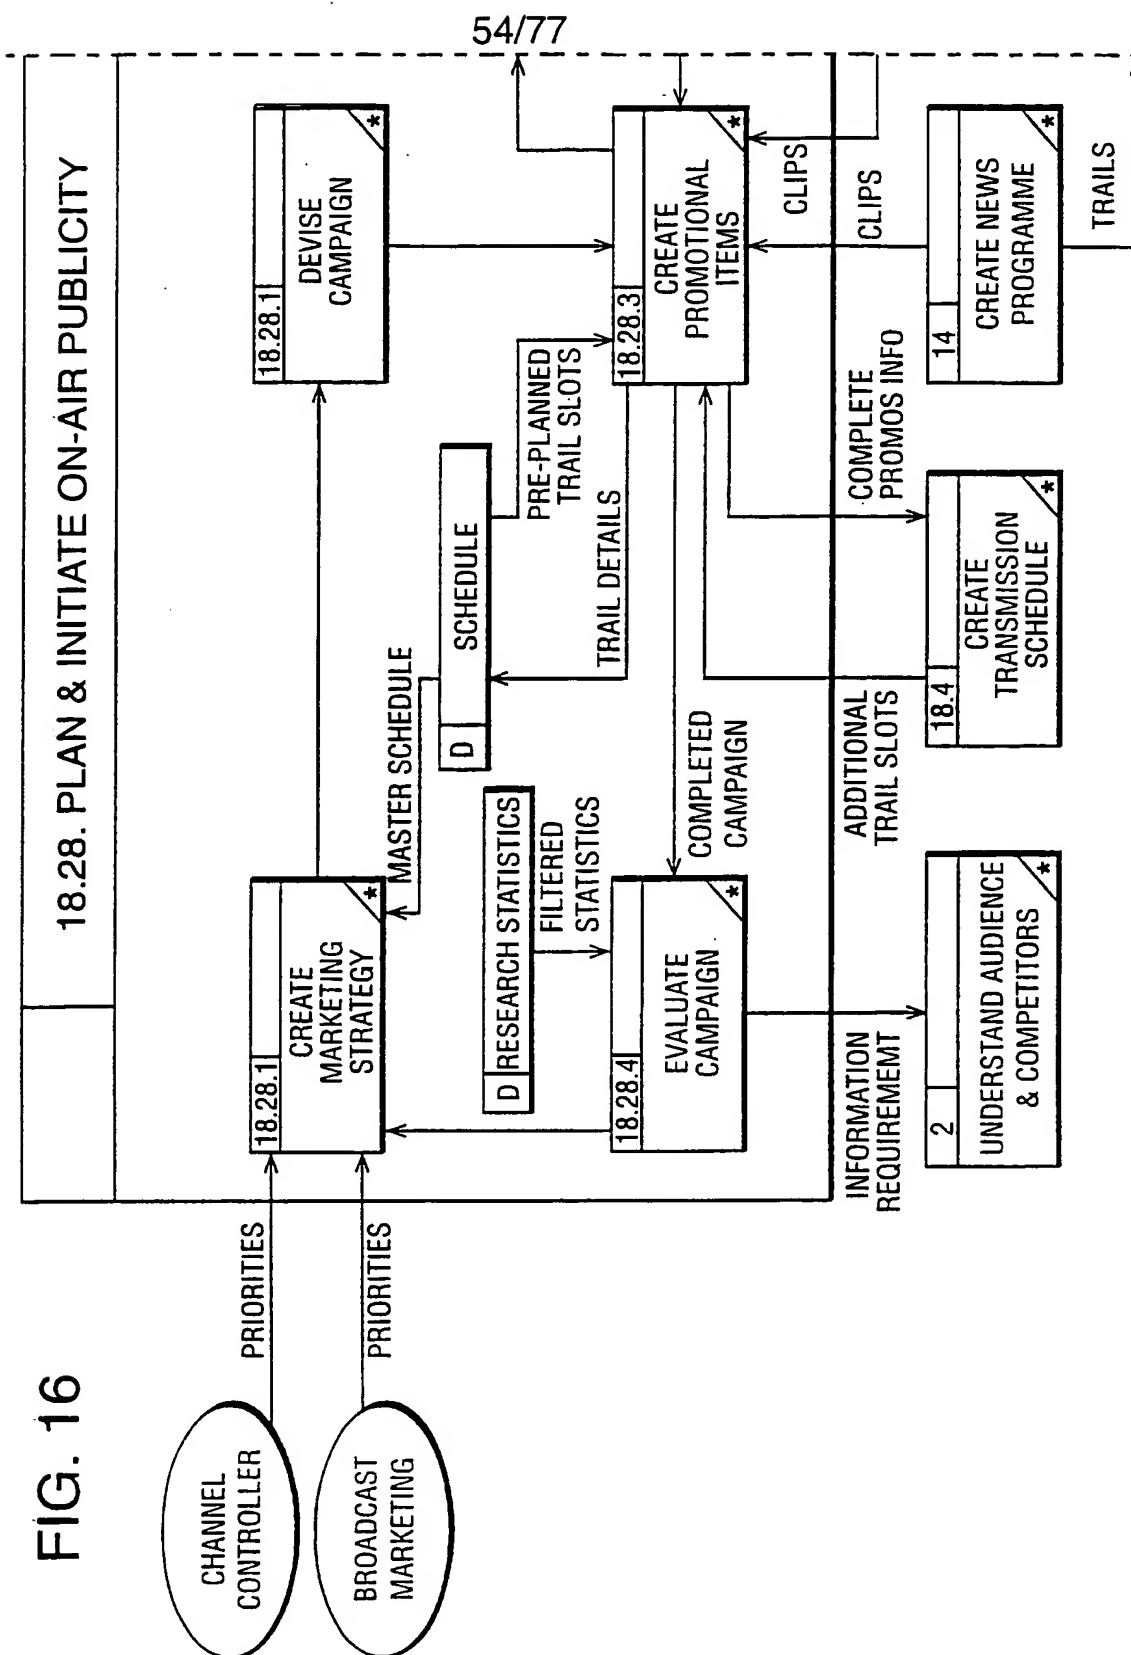 54/77
FIG. 16
18.28. PLAN & INITIATE ON-AIR PUBLICITY
CHANNEL
CONTROLLER
BROADCAST
MARKETING
PRIORITIES
PRIORITIES
18.28.1
CREATE
MARKETING
STRATEGY
*
18.28.1
DEVISE
CAMPAIGN
*
MASTER SCHEDULE
D
SCHEDULE
D
RESEARCH STATISTICS
FILTERED
STATISTICS
PRE-PLANNED
TRAIL SLOTS
TRAIL DETAILS
18.28.4
EVALUATE
CAMPAIGN
*
COMPLETED
CAMPAIGN
18.28.3
CREATE
PROMOTIONAL
ITEMS
*
CLIPS
CLIPS
INFORMATION
REQUIREMEMT
ADDITIONAL
TRAIL SLOTS
COMPLETE
PROMOS INFO
2
UNDERSTAND AUDIENCE
& COMPETITORS
*
18.4
CREATE
TRANSMISSION
SCHEDULE
*
14
CREATE NEWS
PROGRAMME
*
TRAILS